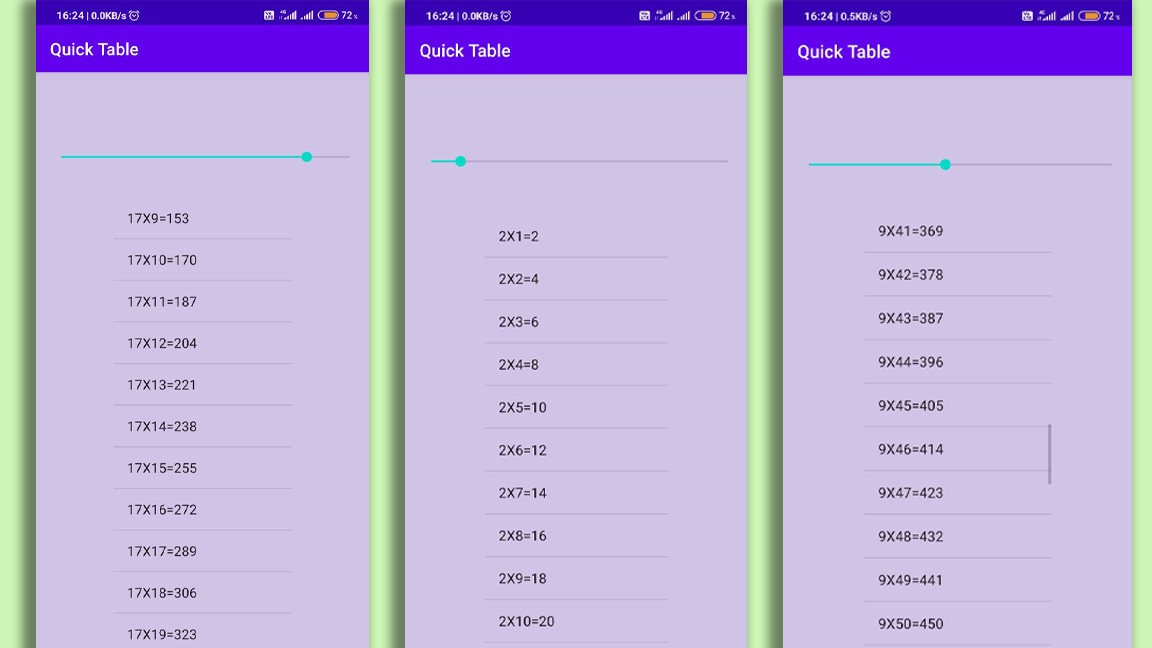 16:24 | 0.0KB/s 4G 72%
Quick Table
17X9=153
17X10=170
17X11=187
17X12=204
17X13=221
17X14=238
17X15=255
17X16=272
17X17=289
17X18=306
17X19=323
16:24 | 0.0KB/s 4G 72%
Quick Table
2X1=2
2X2=4
2X3=6
2X4=8
2X5=10
2X6=12
2X7=14
2X8=16
2X9=18
2X10=20
16:24 | 0.5KB/s 4G 72%
Quick Table
9X41=369
9X42=378
9X43=387
9X44=396
9X45=405
9X46=414
9X47=423
9X48=432
9X49=441
9X50=450